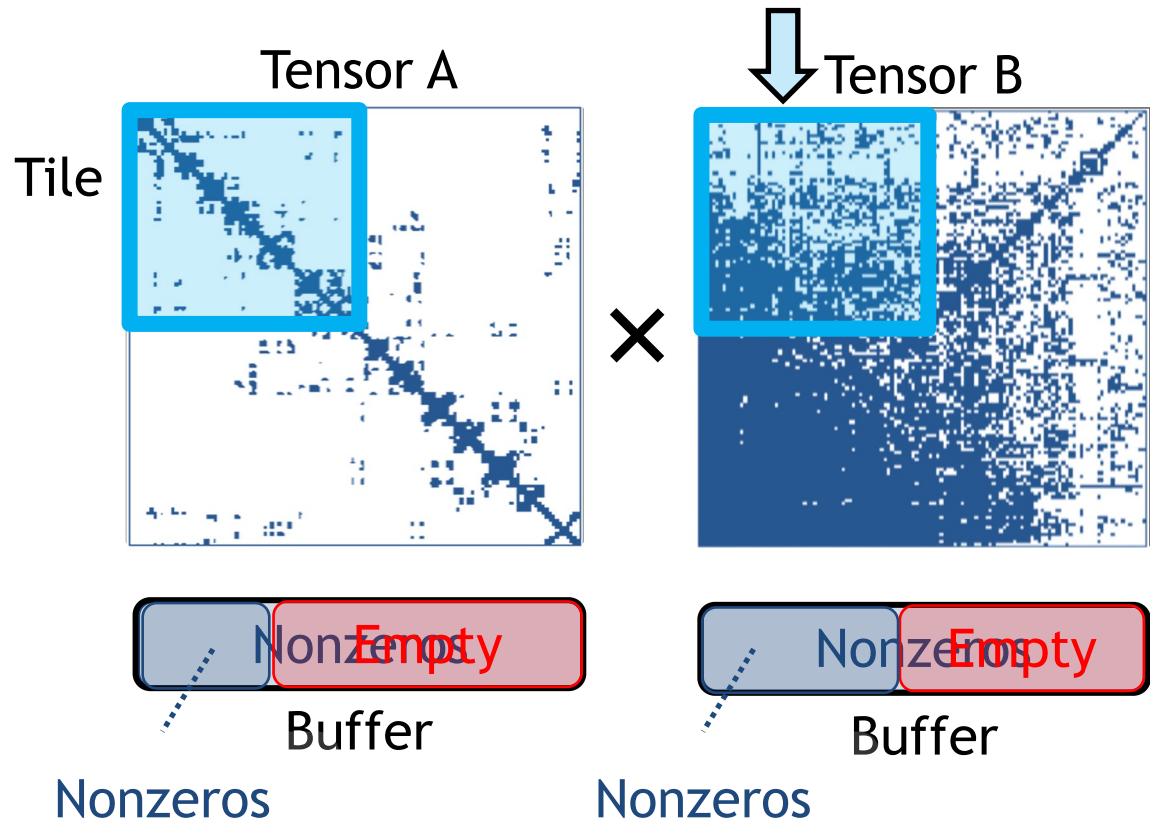 Tensor A
Tensor B
Tile
×
Nonzeros
Empty
Nonzeros
Empty
Buffer
Buffer
Nonzeros
Nonzeros